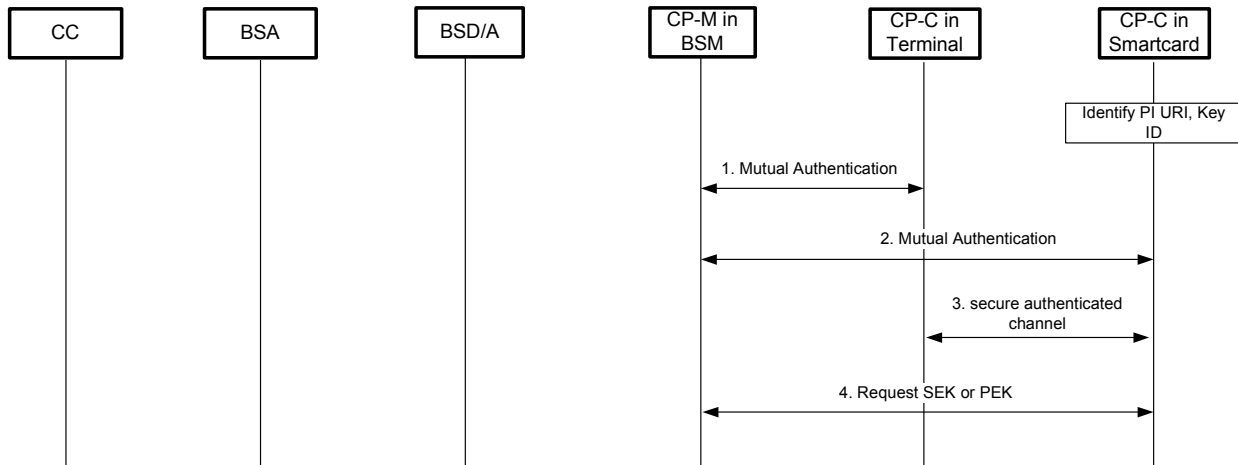 CC
BSA
BSD/A
CP-M in
BSM
CP-C in
Terminal
CP-C in
Smartcard
Identify PI URI, Key
ID
1. Mutual Authentication
2. Mutual Authentication
3. secure authenticated
channel
4. Request SEK or PEK